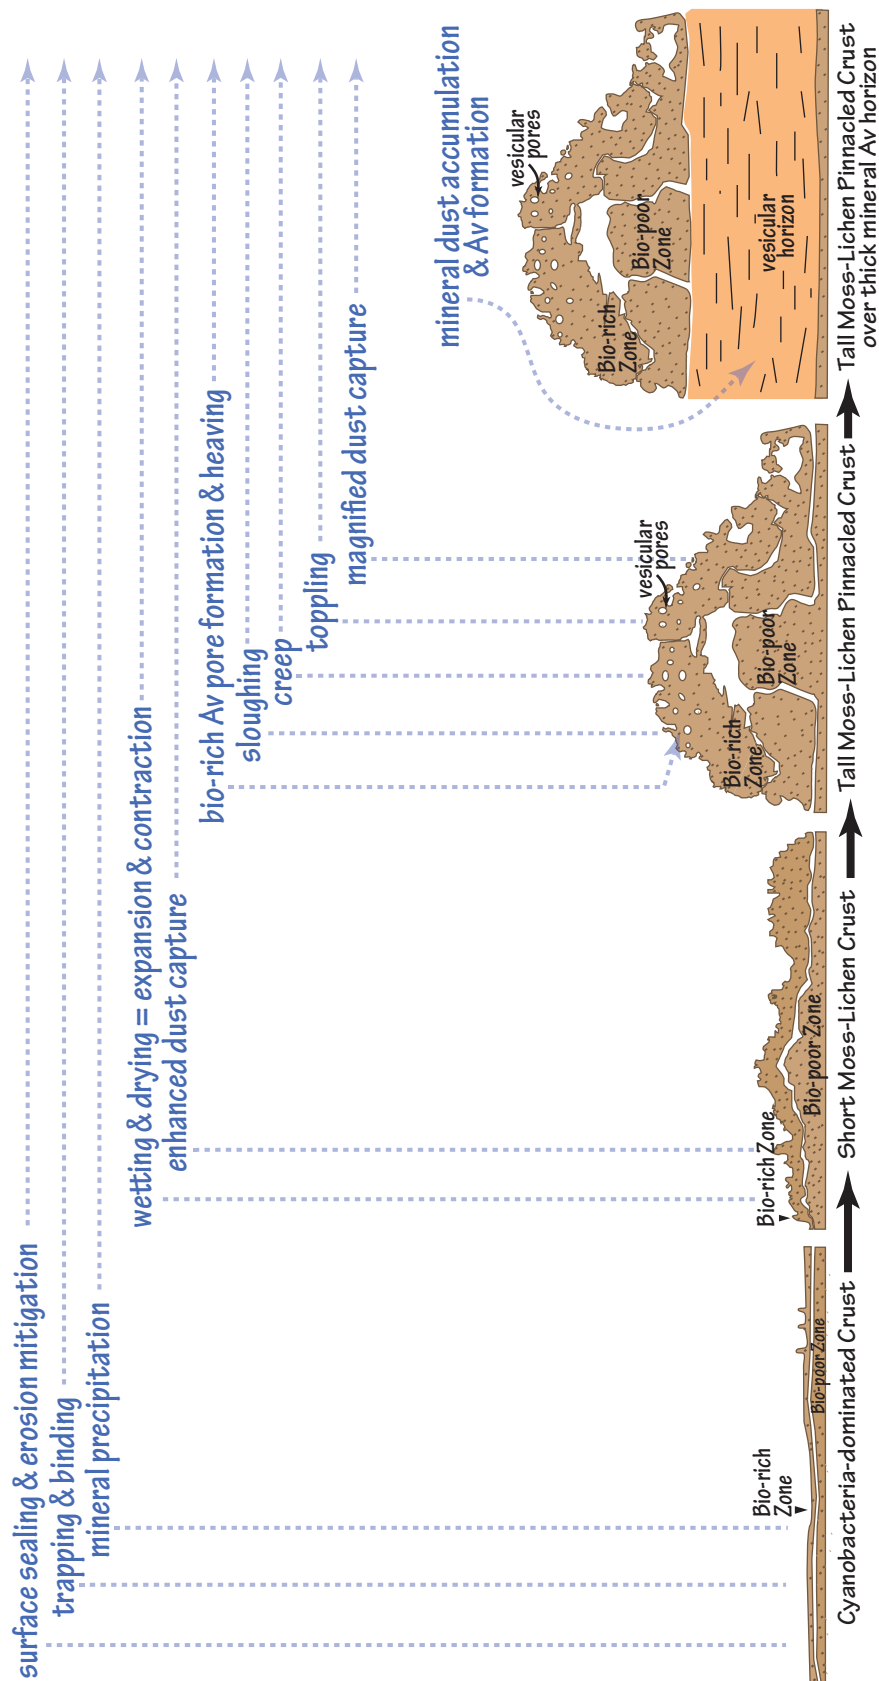 surface sealing & erosion mitigation
trapping & binding
mineral precipitation
wetting & drying = expansion & contraction
enhanced dust capture
bio-rich Av pore formation & heaving
sloughing
creep
toppling
magnified dust capture
mineral dust accumulation
& Av formation
Bio-rich
Zone
Bio-poor Zone
Bio-rich Zone
Bio-poor Zone
vesicular
pores
Bio-rich
Zone
Bio-poor
Zone
vesicular
pores
Bio-rich
Zone
Bio-poor
Zone
vesicular
horizon
Cyanobacteria-dominated Crust
Short Moss-Lichen Crust
Tall Moss-Lichen Pinnacled Crust
Tall Moss-Lichen Pinnacled Crust
over thick mineral Av horizon